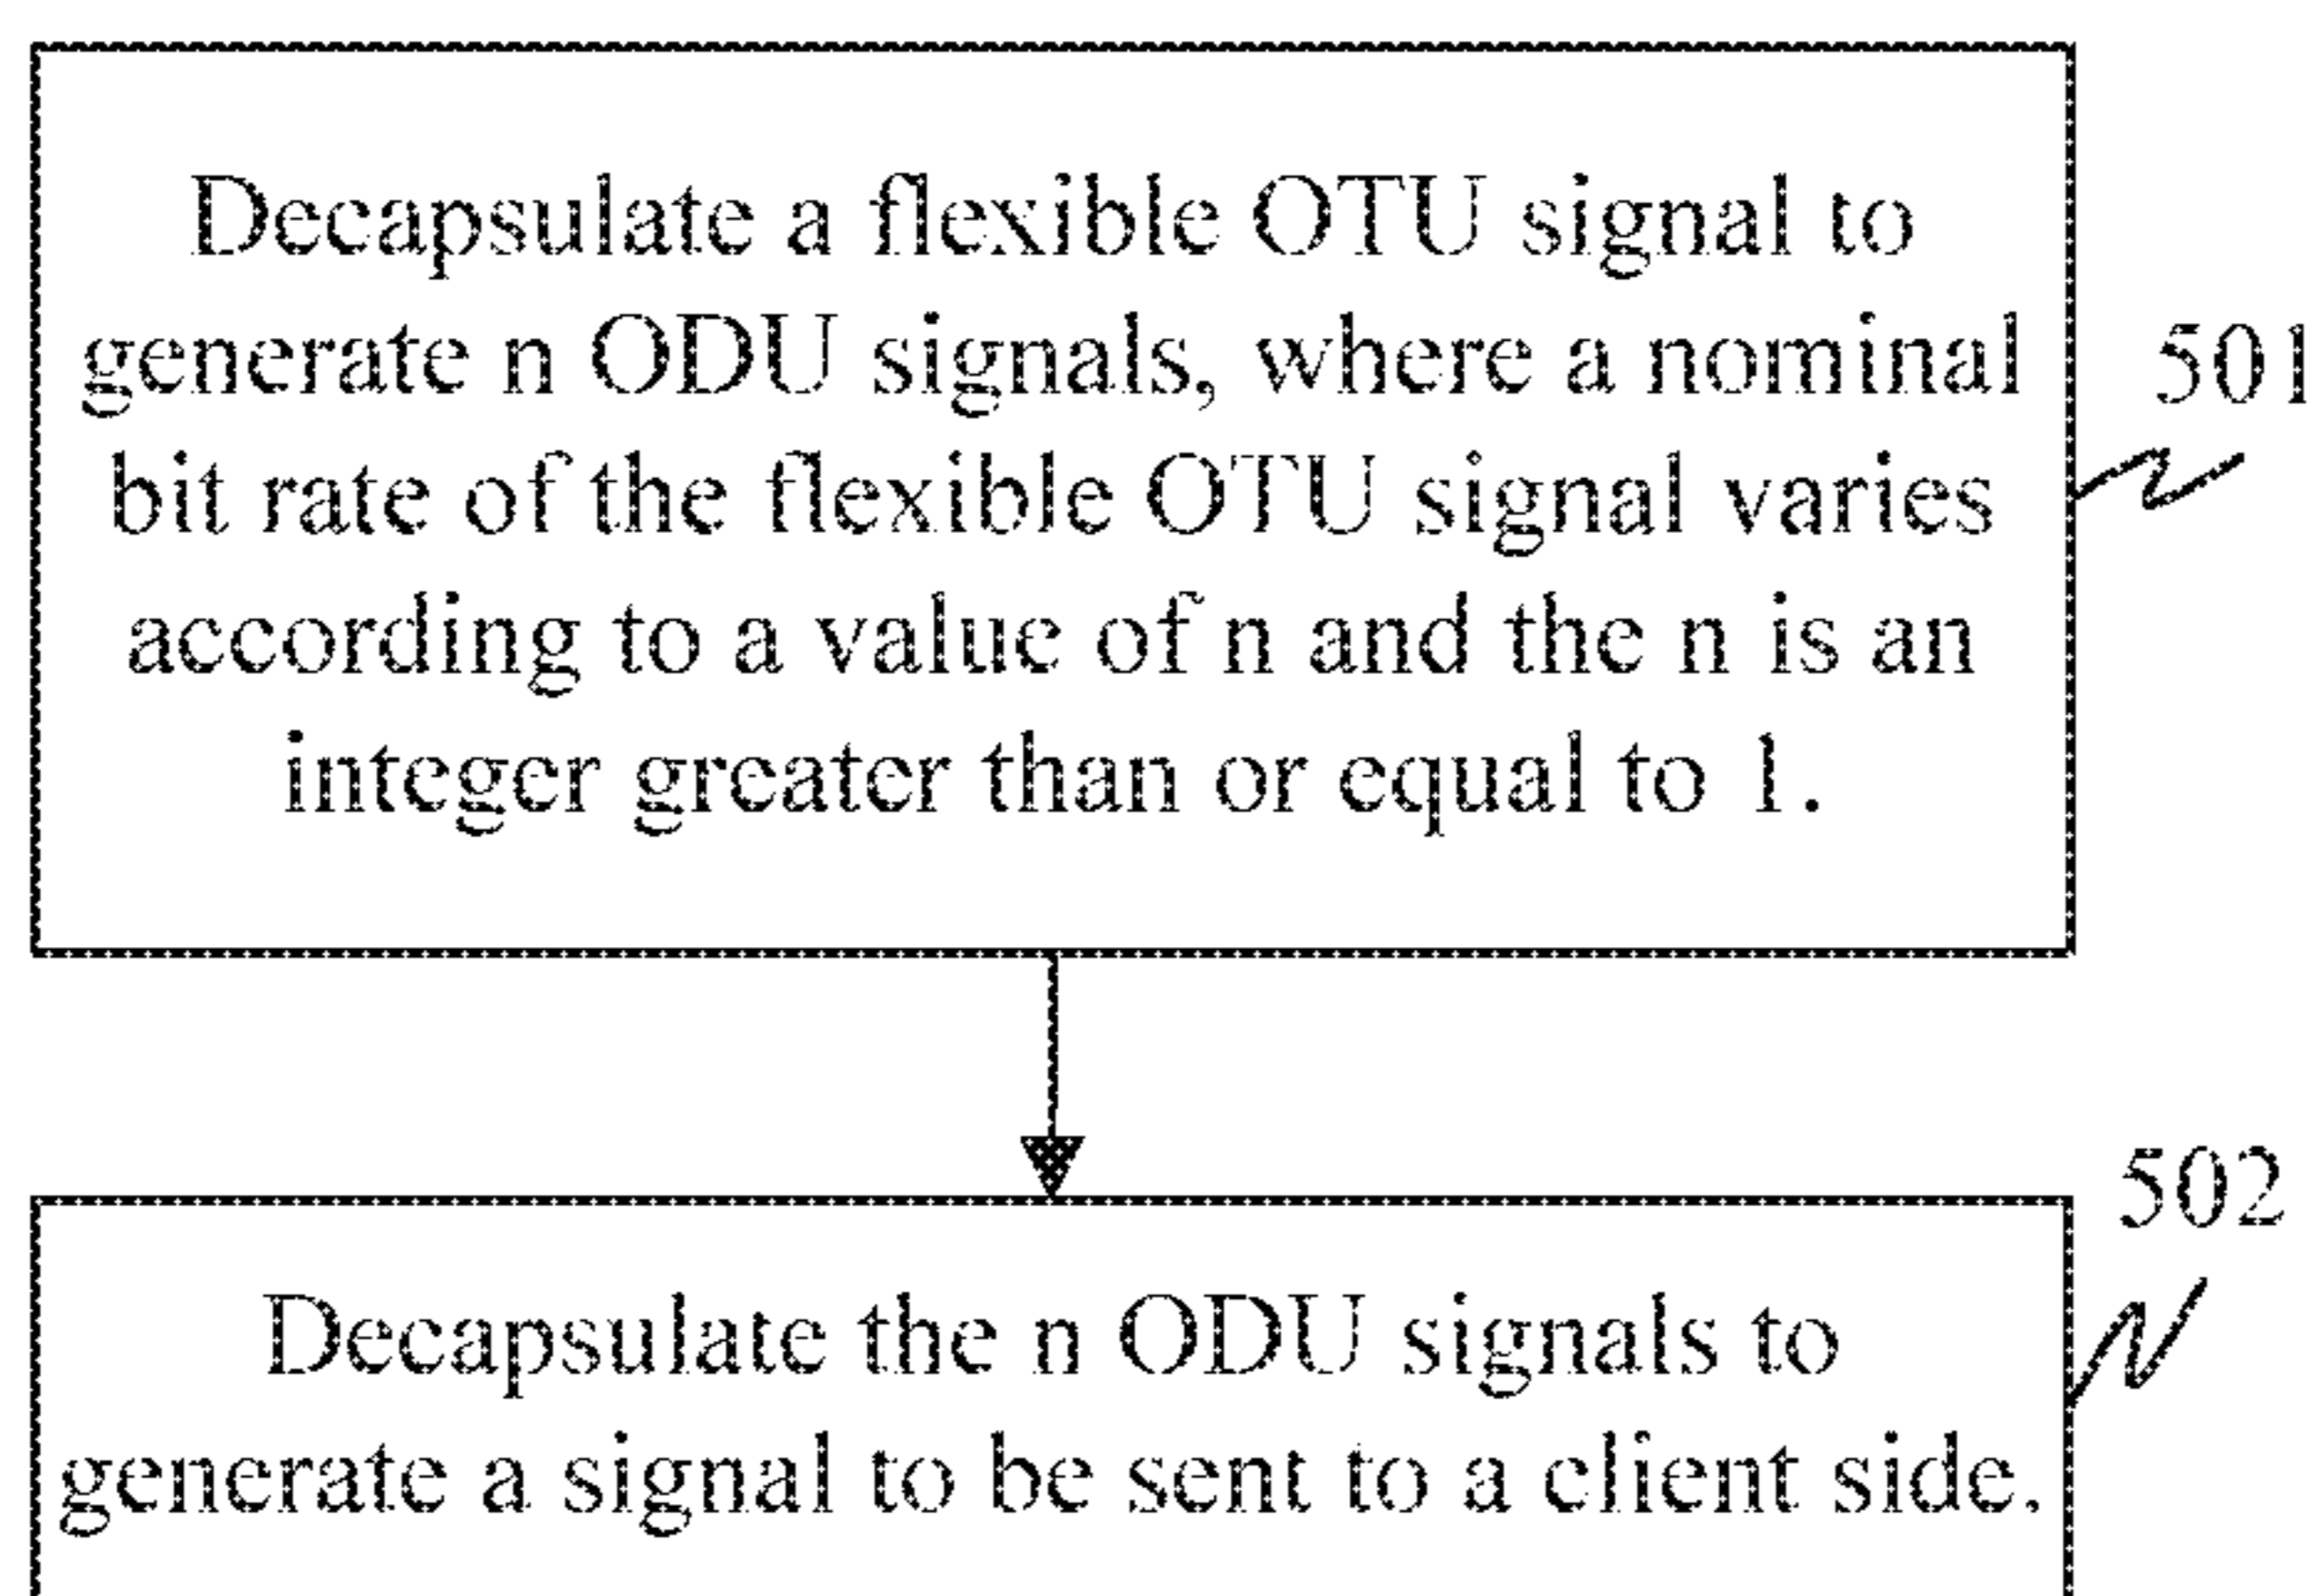 Decapsulate a flexible OTU signal to
generate n ODU signals, where a nominal
bit rate of the flexible OTU signal varies
according to a value of n and the n is an
integer greater than or equal to 1.
501
502
Decapsulate the n ODU signals to
generate a signal to be sent to a client side.